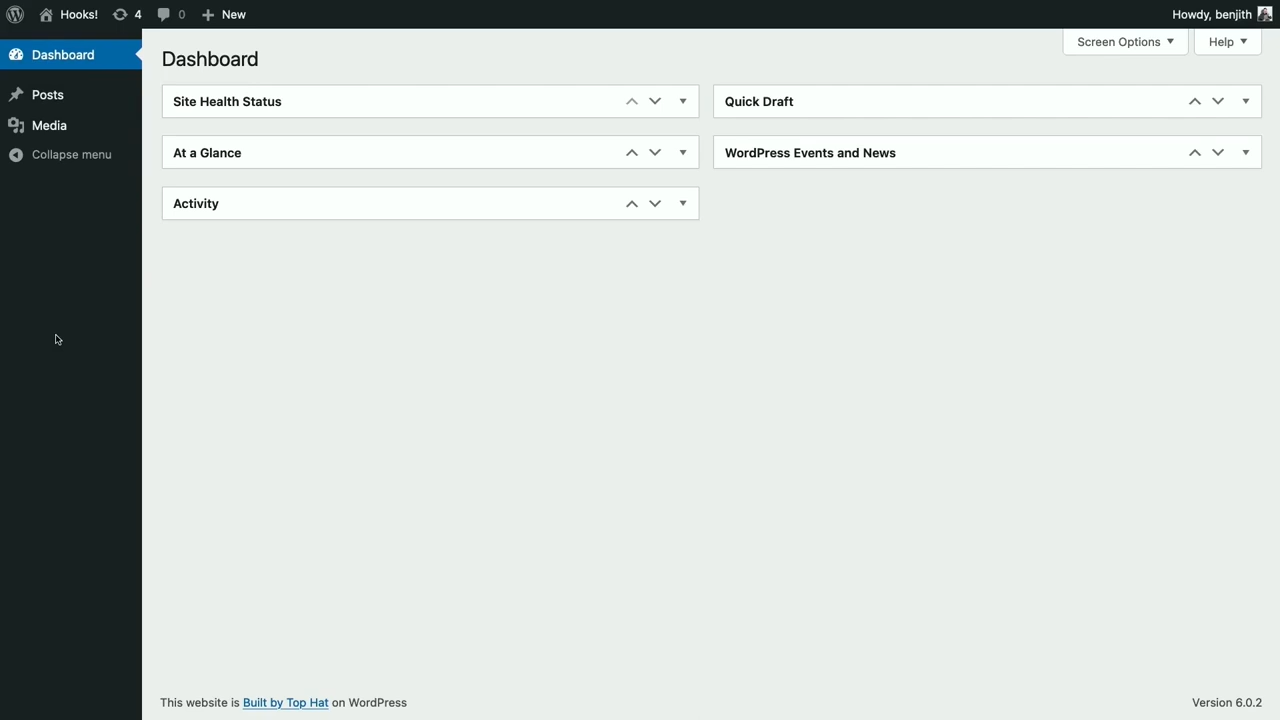 Hooks! 4 0 New Howdy, benjith
Dashboard
Posts
Media
Collapse menu
Screen Options Help
Dashboard
Site Health Status
At a Glance
Activity
Quick Draft
WordPress Events and News
This website is Built by Top Hat on WordPress
Version 6.0.2